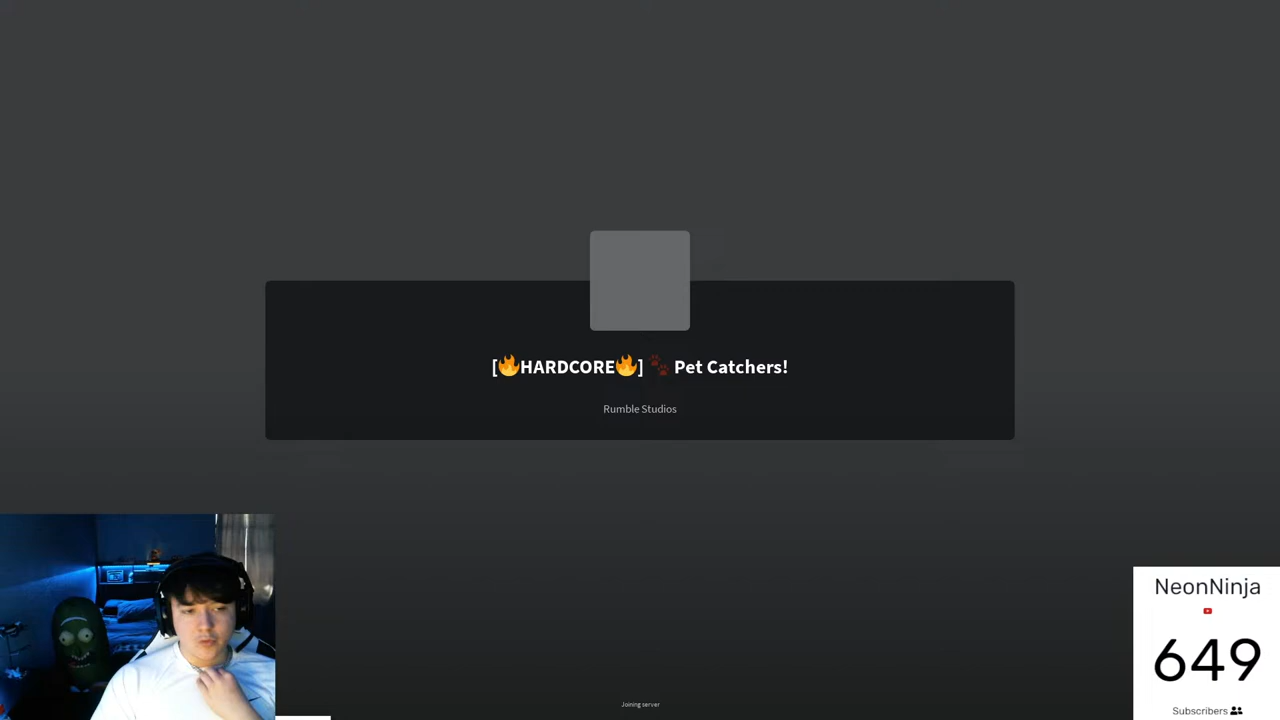 [🔥HARDCORE🔥] 🐾 Pet Catchers!
Rumble Studios
Joining server
NeonNinja
649
Subscribers